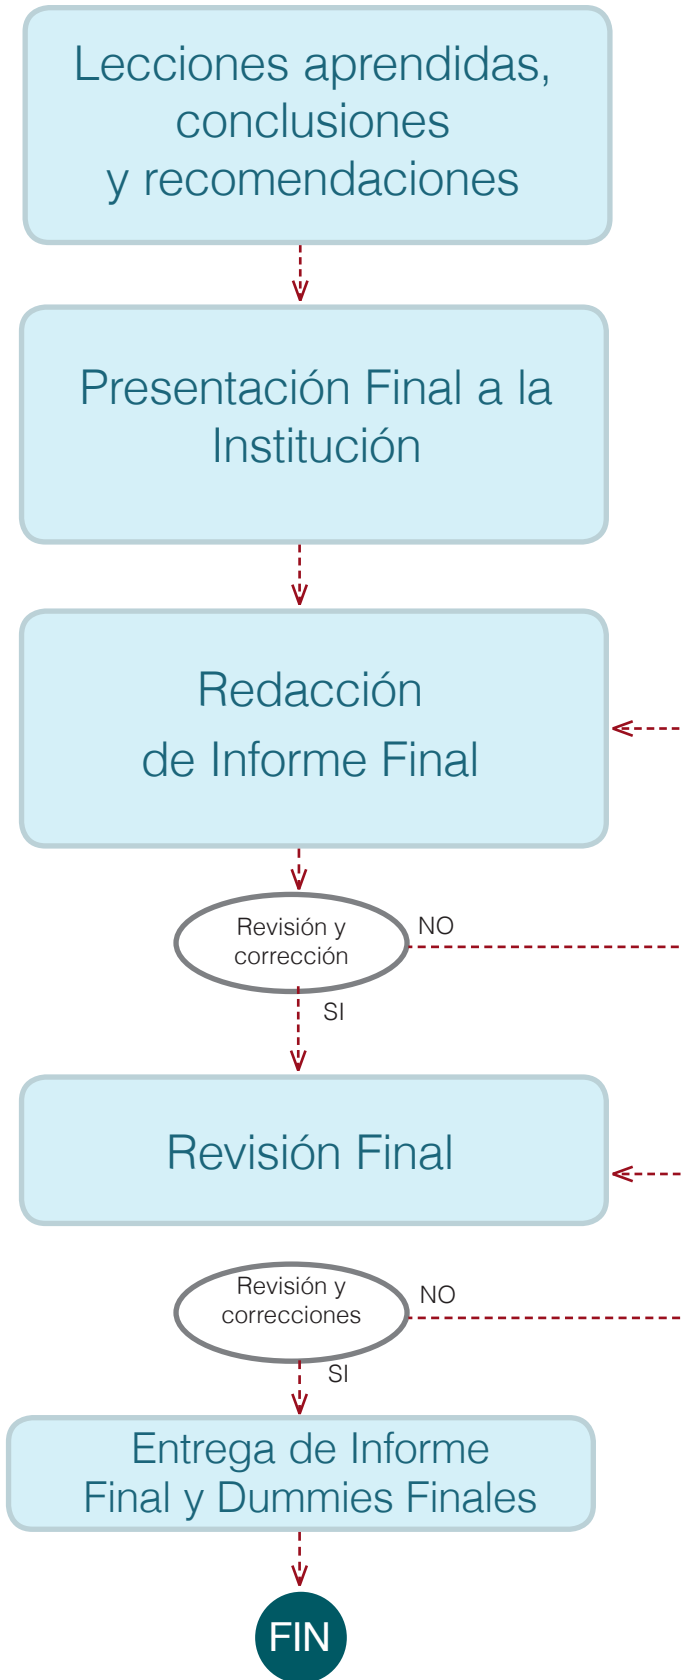 Lecciones aprendidas,
conclusiones
y recomendaciones
Presentación Final a la
Institución
Redacción
de Informe Final
Revisión y
corrección
NO
SI
Revisión Final
Revisión y
correcciones
NO
SI
Entrega de Informe
Final y Dummies Finales
FIN